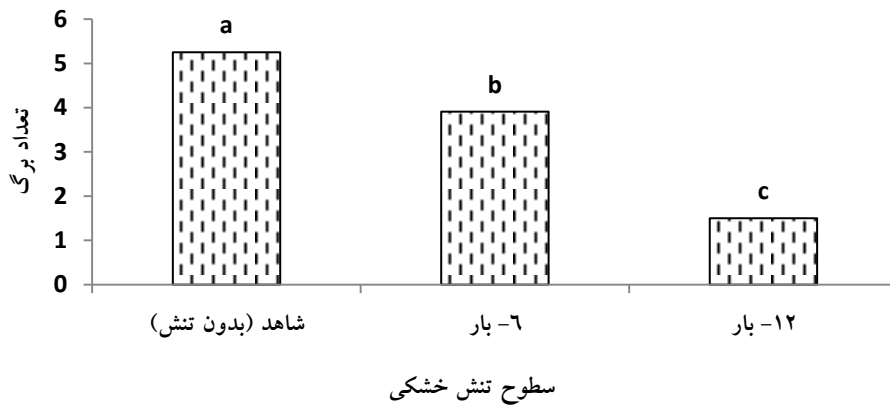 تعداد برگ
6
5
4
3
2
1
0
a
b
c
شاهد (بدون تنش)
۶- بار
۱۲- بار
سطوح تنش خشکی